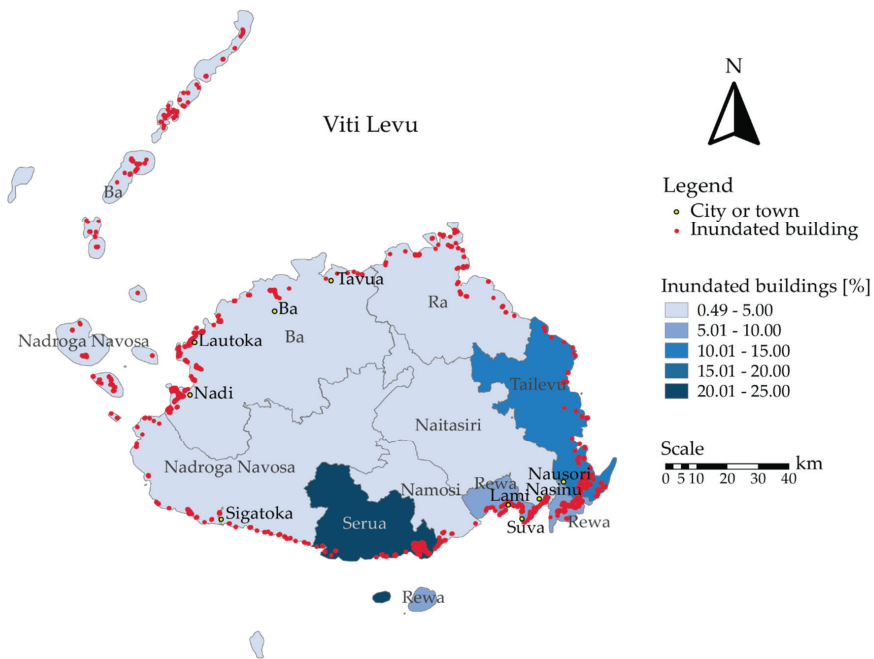 N
Viti Levu
Legend
City or town
Inundated building
Ba
Tavua
Inundated buildings [%]
0.49 - 5.00
5.01 - 10.00
10.01 - 15.00
15.01 - 20.00
20.01 - 25.00
Ba
Ra
Ba
Nadroga Navosa
Lautoka
Tailevu
Nadi
Naitasiri
Scale
0 5 10 20 30 40 km
Nadroga Navosa
Nausori
Rewa
Namosi
Lami
Nasinu
Sigatoka
Serua
Suva
Rewa
Rewa